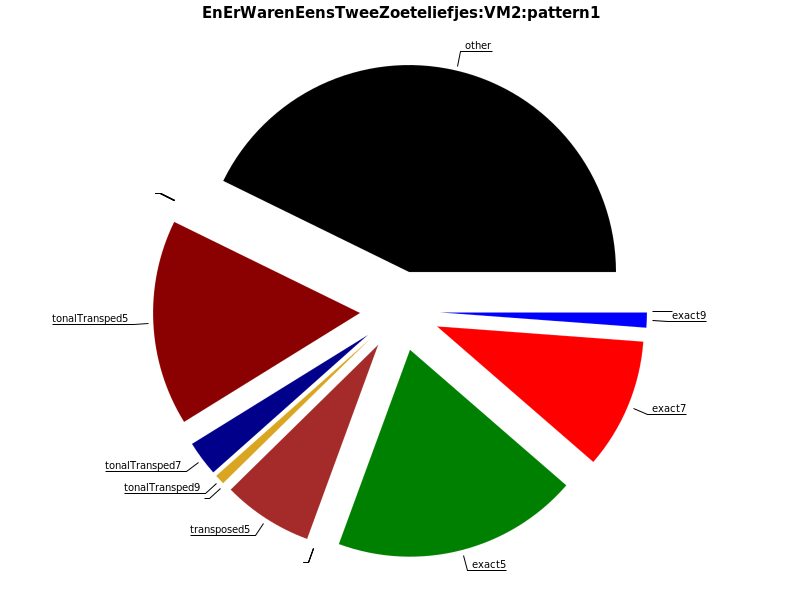 EnErWarenEensTweeZoeteliefjes:VM2:pattern1
other
tonalTransped5
exact9
exact7
tonalTransped7
tonalTransped9
transposed5
exact5